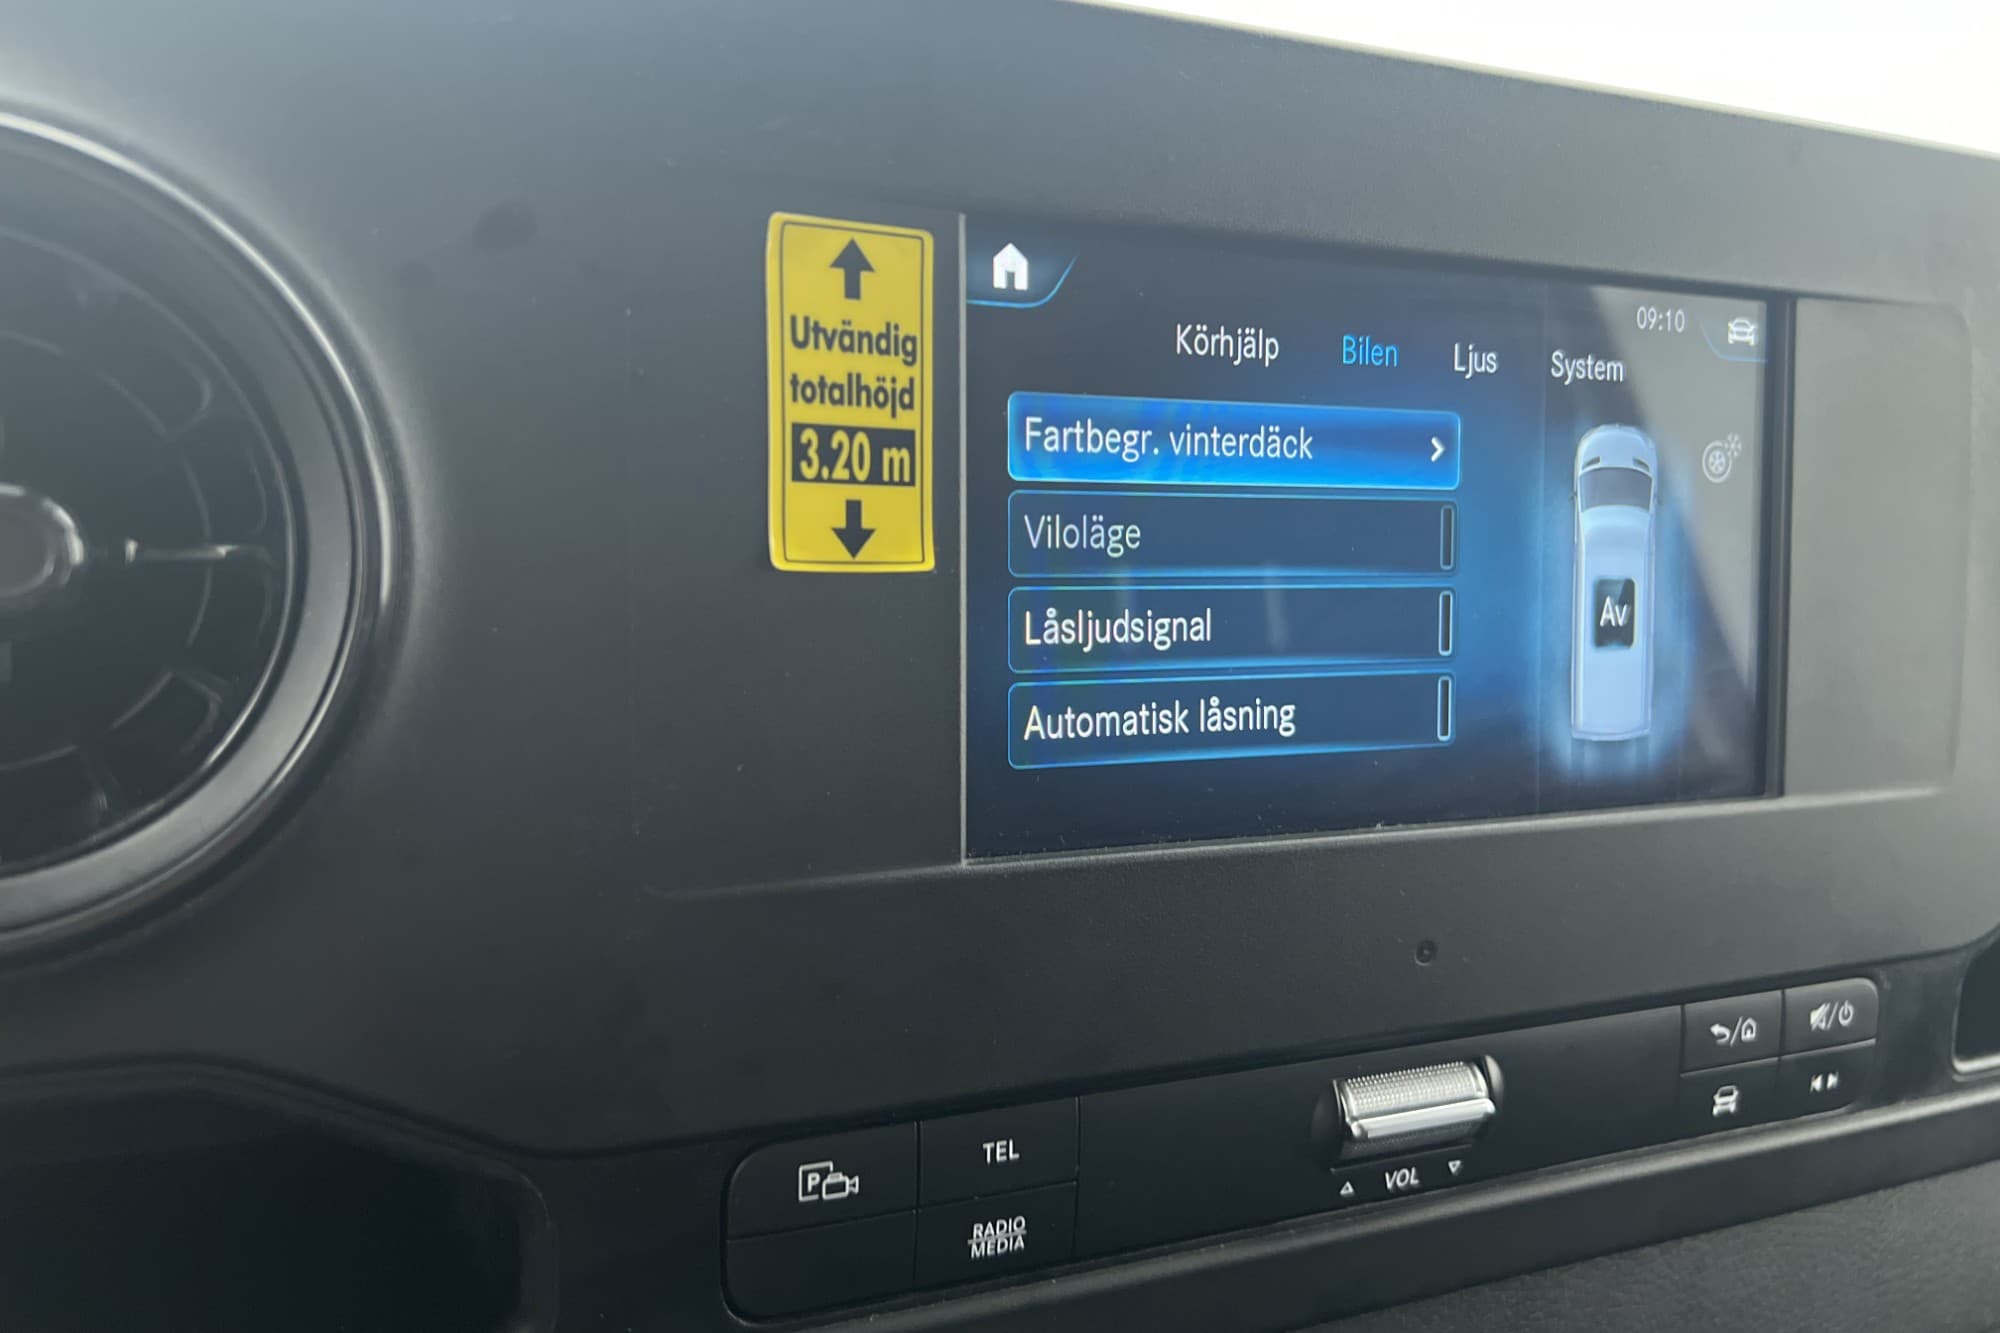 Utvändig
totalhöjd
3.20 m
09:10
Körhjälp Bilen Ljus System
Fartbegr. vinterdäck
Viloläge
Låsljudsignal
Automatisk låsning
Av
P
TEL
RADIO
MEDIA
VOL